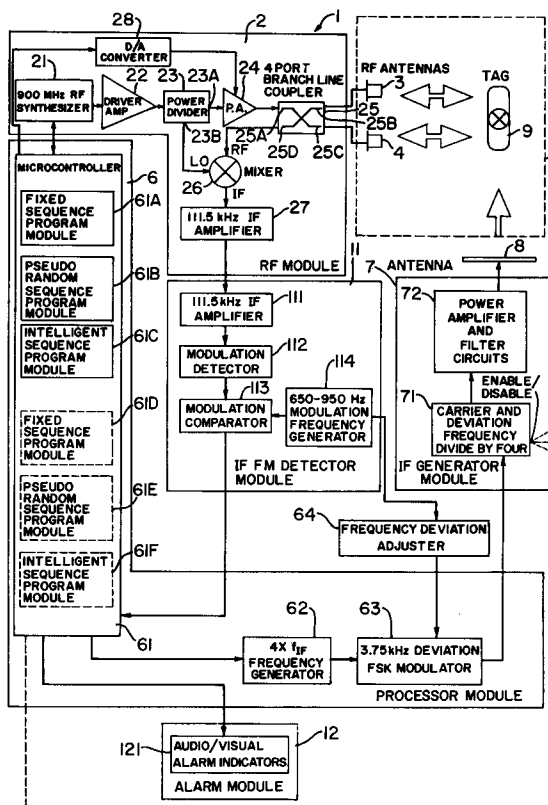 28
2
1
D/A
CONVERTER
21
22
23
23A
24
4 PORT
BRANCH LINE
COUPLER
RF ANTENNAS
3
TAG
900 MHz RF
SYNTHESIZER
DRIVER
AMP
POWER
DIVIDER
P.A.
25
25A
25B
25D
25C
23B
4
9
LO
RF
26
MIXER
IF
MICROCONTROLLER
6
61A
FIXED
SEQUENCE
PROGRAM
MODULE
27
111.5 kHz IF
AMPLIFIER
RF MODULE
11
ANTENNA
8
7
72
PSEUDO
RANDOM
SEQUENCE
PROGRAM
MODULE
61B
111
111.5kHz IF
AMPLIFIER
POWER
AMPLIFIER
AND
FILTER
CIRCUITS
INTELLIGENT
SEQUENCE
PROGRAM
MODULE
61C
112
MODULATION
DETECTOR
114
113
MODULATION
COMPARATOR
650-950 Hz
MODULATION
FREQUENCY
GENERATOR
ENABLE/
DISABLE
71
CARRIER AND
DEVIATION
FREQUENCY
DIVIDE BY FOUR
FIXED
SEQUENCE
PROGRAM
MODULE
61D
IF FM DETECTOR
MODULE
IF GENERATOR
MODULE
PSEUDO
RANDOM
SEQUENCE
PROGRAM
MODULE
61E
64
FREQUENCY DEVIATION
ADJUSTER
INTELLIGENT
SEQUENCE
PROGRAM
MODULE
61F
61
62
4X fIF
FREQUENCY
GENERATOR
63
3.75kHz DEVIATION
FSK MODULATOR
PROCESSOR MODULE
12
121
AUDIO/VISUAL
ALARM INDICATORS
ALARM MODULE